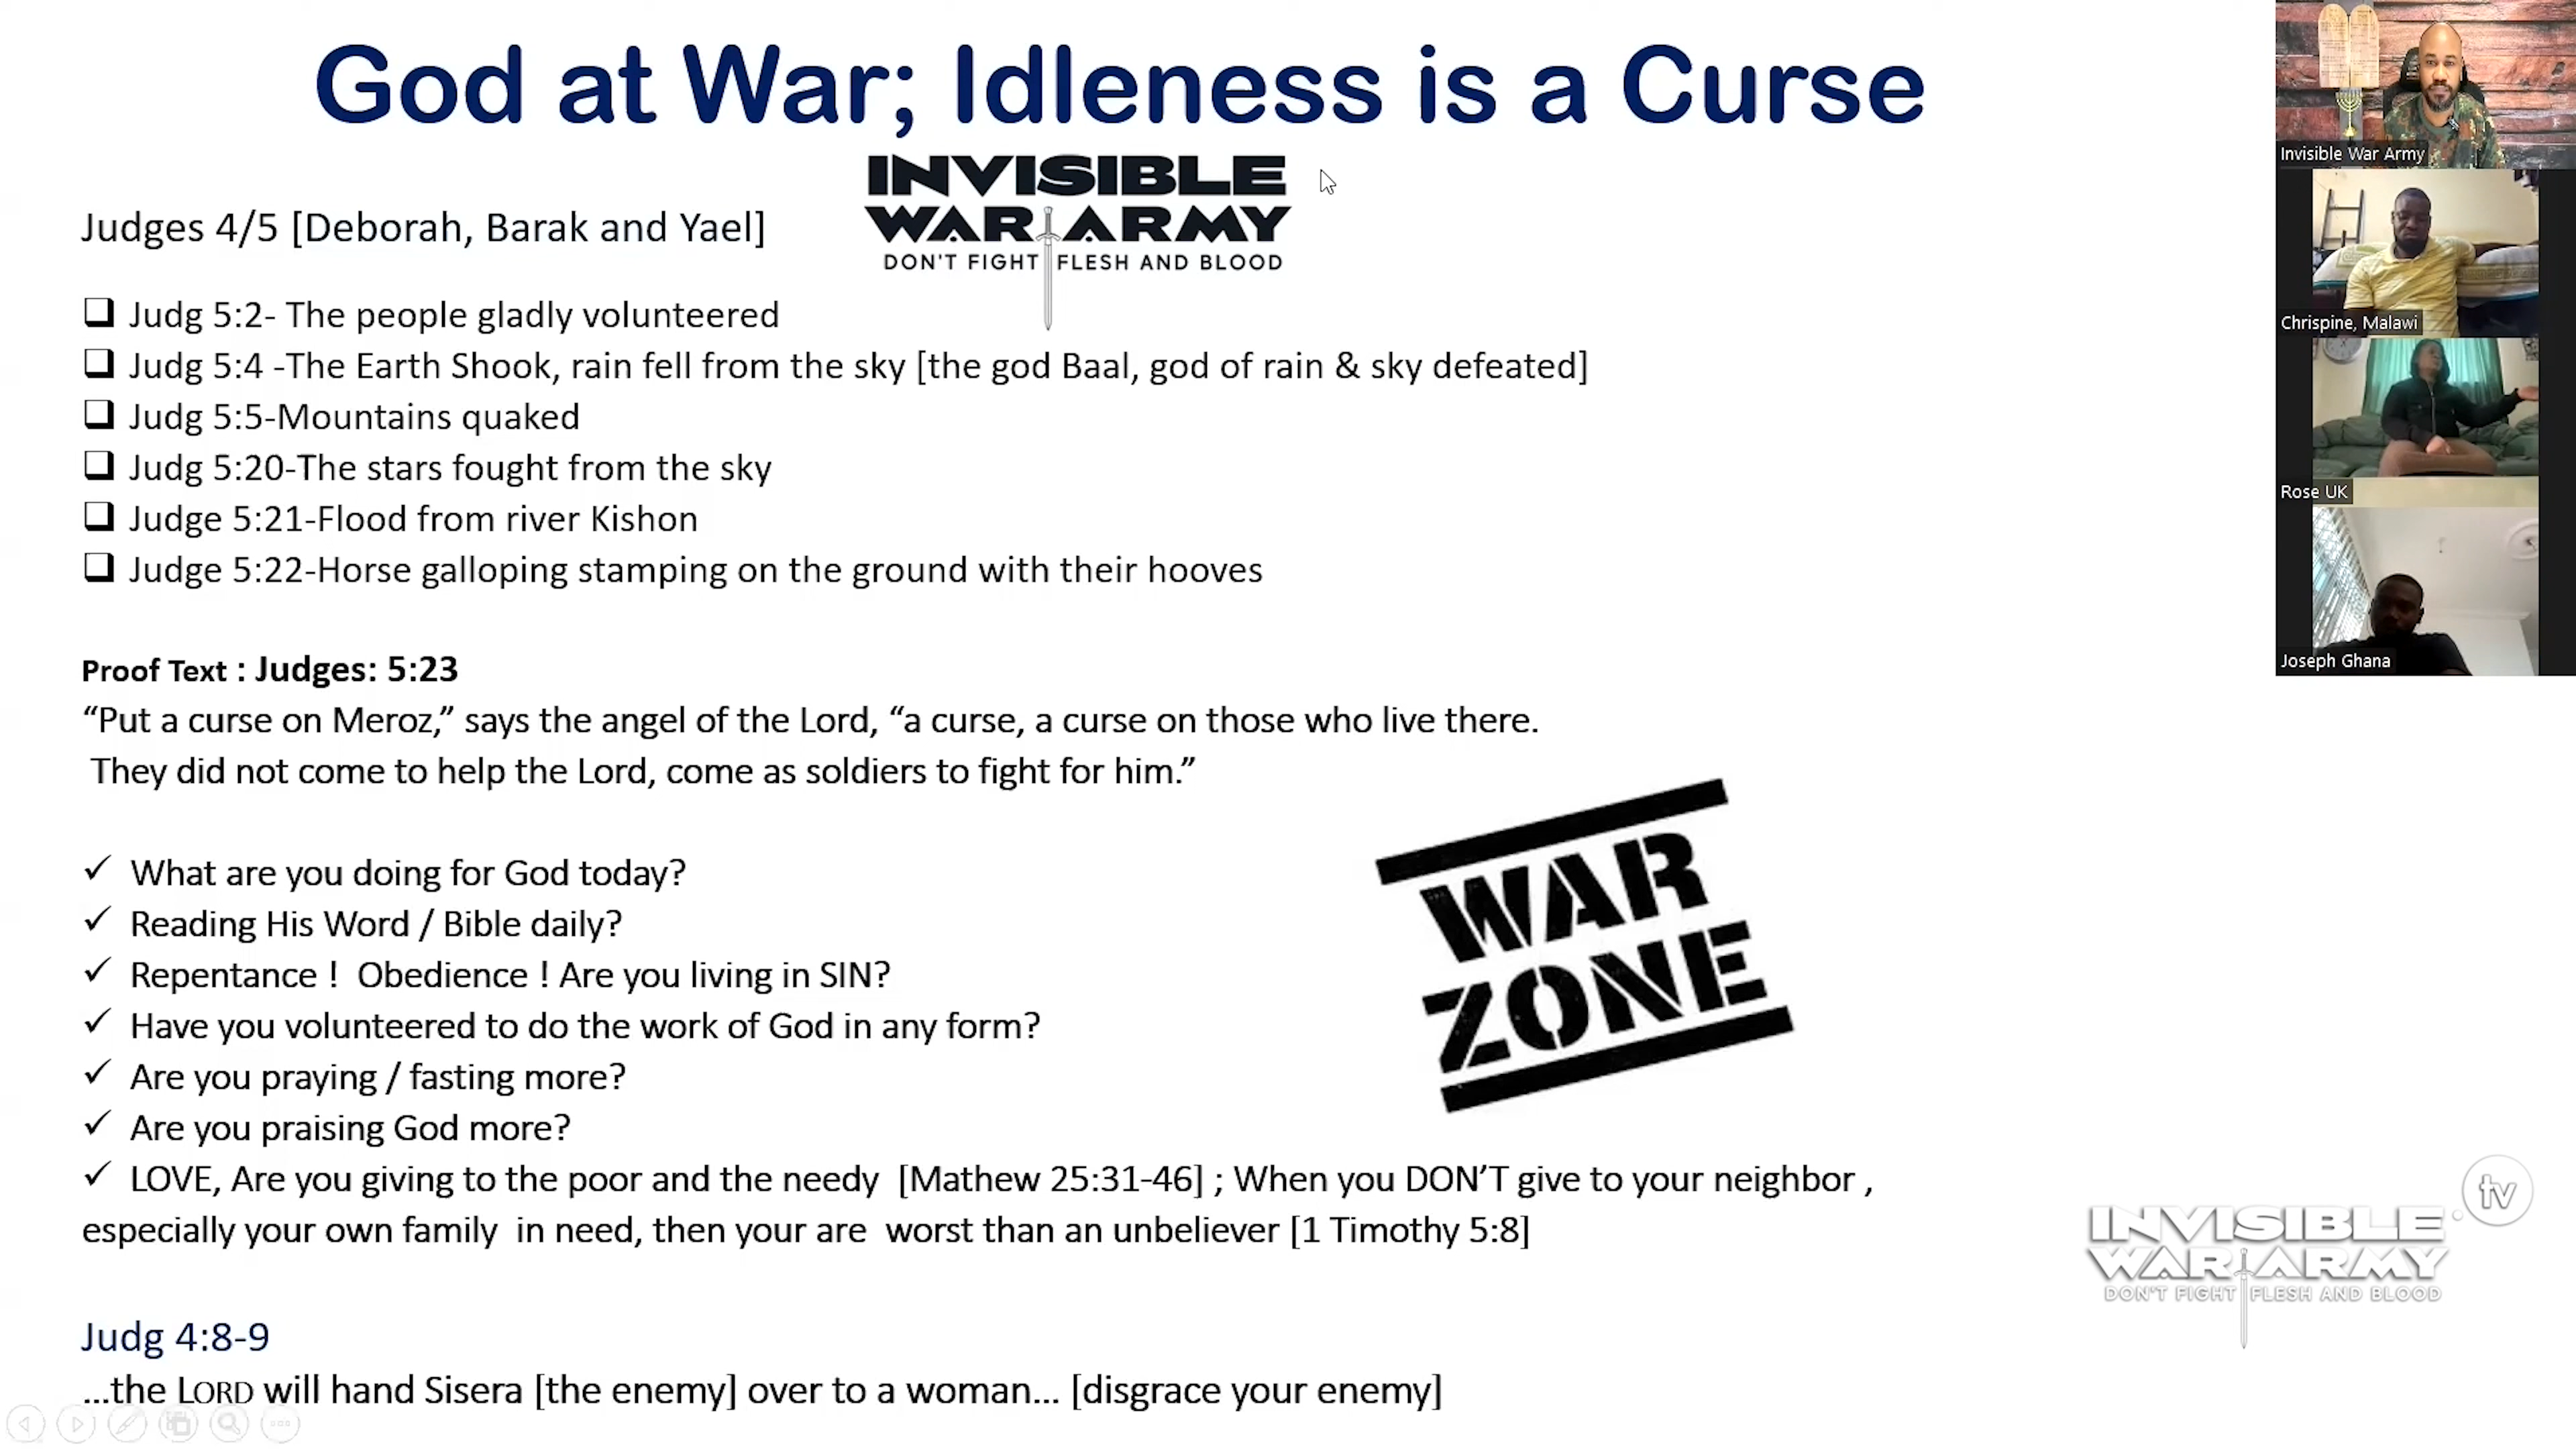 God at War; Idleness is a Curse
INVISIBLE
WAR ARMY
DON'T FIGHT FLESH AND BLOOD
Judges 4/5 [Deborah, Barak and Yael]
❑ Judg 5:2- The people gladly volunteered
❑ Judg 5:4 -The Earth Shook, rain fell from the sky [the god Baal, god of rain & sky defeated]
❑ Judg 5:5-Mountains quaked
❑ Judg 5:20-The stars fought from the sky
❑ Judge 5:21-Flood from river Kishon
❑ Judge 5:22-Horse galloping stamping on the ground with their hooves
Proof Text : Judges: 5:23
“Put a curse on Meroz,” says the angel of the Lord, “a curse, a curse on those who live there.
They did not come to help the Lord, come as soldiers to fight for him.”
✓ What are you doing for God today?
✓ Reading His Word / Bible daily?
✓ Repentance ! Obedience ! Are you living in SIN?
✓ Have you volunteered to do the work of God in any form?
✓ Are you praying / fasting more?
✓ Are you praising God more?
✓ LOVE, Are you giving to the poor and the needy [Mathew 25:31-46] ; When you DON’T give to your neighbor ,
especially your own family in need, then your are worst than an unbeliever [1 Timothy 5:8]
Judg 4:8-9
...the LORD will hand Sisera [the enemy] over to a woman... [disgrace your enemy]
WAR
ZONE
Invisible War Army
Chrispine, Malawi
Rose UK
Joseph Ghana
tv
INVISIBLE
WAR ARMY
DON'T FIGHT FLESH AND BLOOD